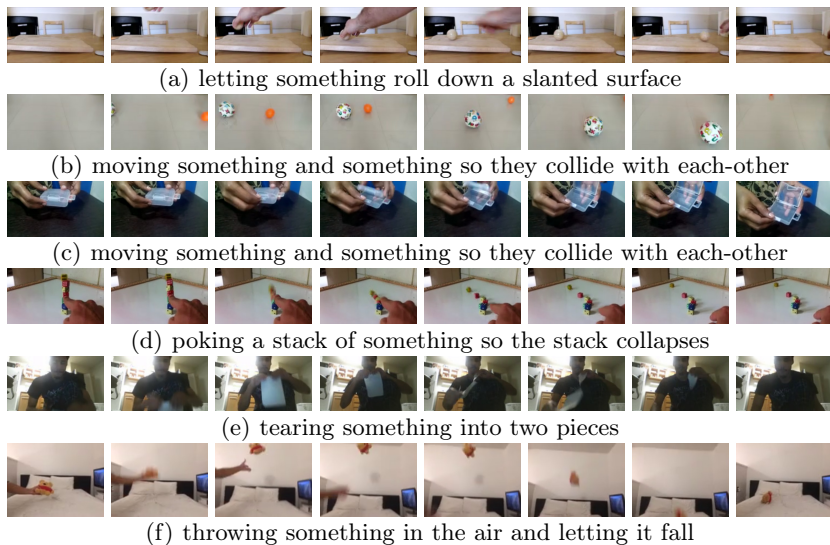 (a) letting something roll down a slanted surface
(b) moving something and something so they collide with each-other
(c) moving something and something so they collide with each-other
(d) poking a stack of something so the stack collapses
(e) tearing something into two pieces
(f) throwing something in the air and letting it fall